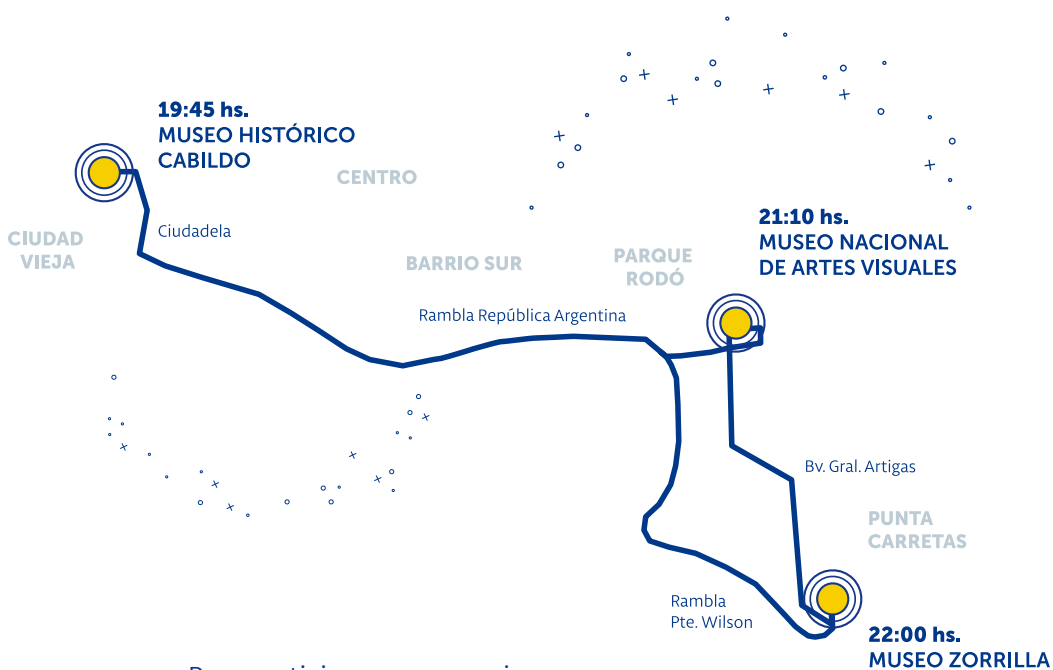 19:45 hs.
MUSEO HISTÓRICO
CABILDO
CENTRO
CIUDAD
VIEJA
Ciudadela
BARRIO SUR
PARQUE
RODÓ
21:10 hs.
MUSEO NACIONAL
DE ARTES VISUALES
Rambla República Argentina
Bv. Gral. Artigas
PUNTA
CARRETAS
Rambla
Pte. Wilson
22:00 hs.
MUSEO ZORRILLA